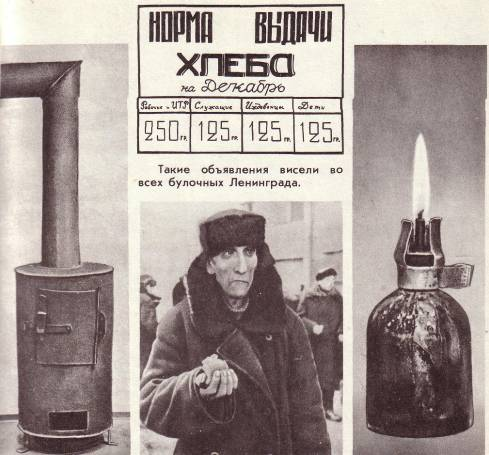 НОРМА ВЫДАЧИ
ХЛЕБА
на Декабрь
Рабочие и ИТР Служащие Иждевенцы Дети
250 гр. 125 гр. 125 гр. 125 гр.
Такие объявления висели во
всех булочных Ленинграда.